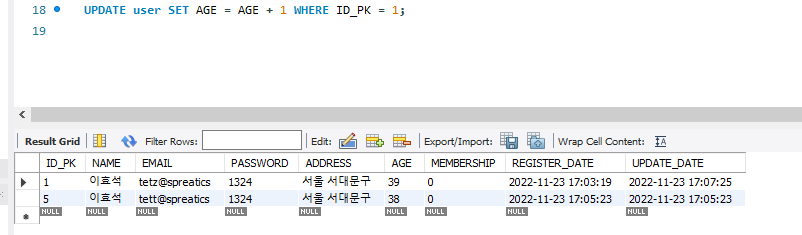 18 UPDATE user SET AGE = AGE + 1 WHERE ID_PK = 1;
19
Result Grid Filter Rows: Edit: Export/Import: Wrap Cell Content: IA
ID_PK NAME EMAIL PASSWORD ADDRESS AGE MEMBERSHIP REGISTER_DATE UPDATE_DATE
1 이효석 tetz@spreatics 1324 서울 서대문구 39 0 2022-11-23 17:03:19 2022-11-23 17:07:25
5 이효석 tett@spreatics 1324 서울 서대문구 38 0 2022-11-23 17:05:23 2022-11-23 17:05:23
NULL NULL NULL NULL NULL NULL NULL NULL NULL